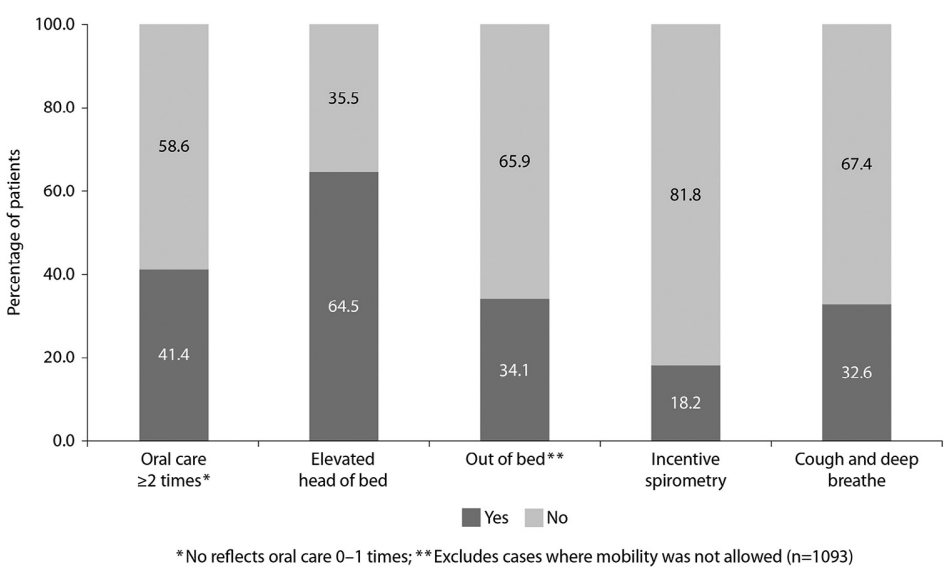 100.0
80.0
60.0
40.0
20.0
0.0
Percentage of patients
58.6
41.4
35.5
64.5
65.9
34.1
81.8
18.2
67.4
32.6
Oral care
≥2 times*
Elevated
head of bed
Out of bed**
Incentive
spirometry
Cough and deep
breathe
Yes No
*No reflects oral care 0–1 times; **Excludes cases where mobility was not allowed (n=1093)